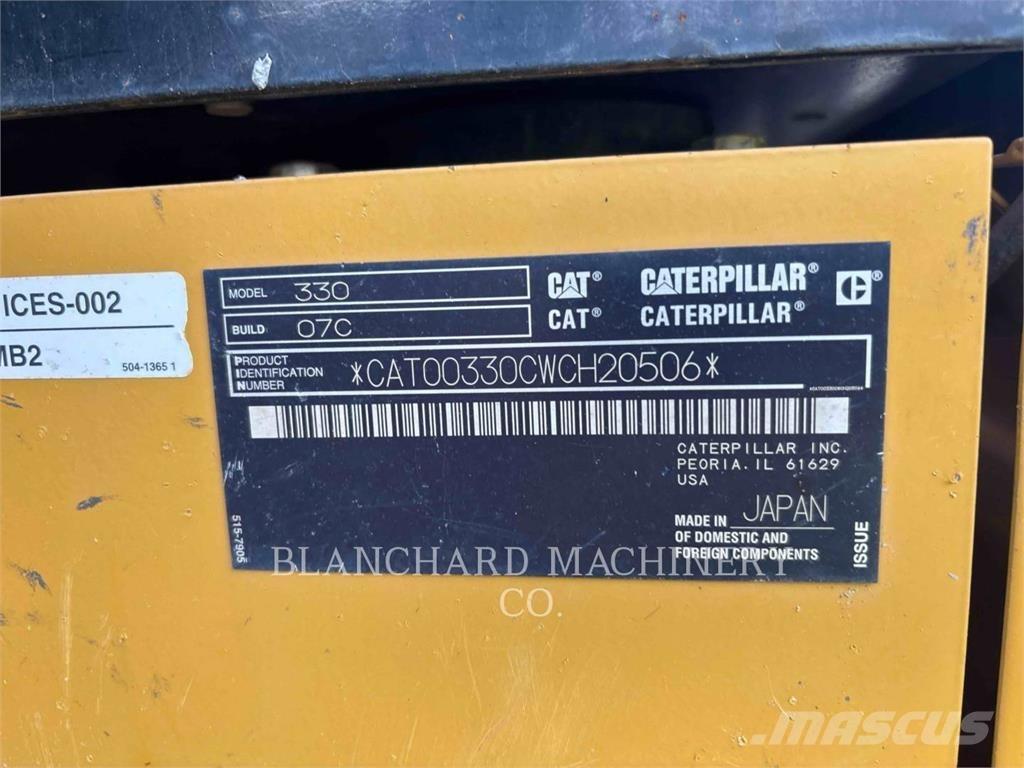 ICES-002
MB2
504-1365 1
MODEL 330
BUILD 07C
PRODUCT
IDENTIFICATION
NUMBER
*CAT00330CWCH20506*
CAT® CATERPILLAR®
CAT® CATERPILLAR®
*CAT00330CWCH20506*
CATERPILLAR INC.
PEORIA, IL 61629
USA
MADE IN JAPAN
OF DOMESTIC AND
FOREIGN COMPONENTS
515-7905
ISSUE
BLANCHARD MACHINERY
CO.
MASCUS